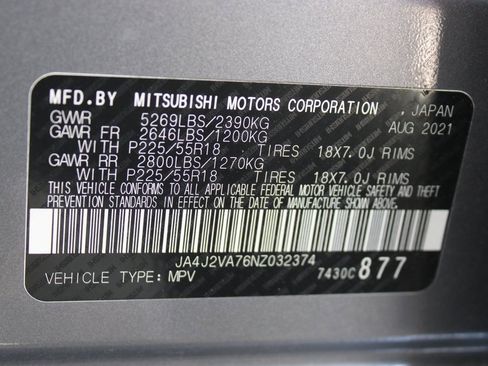 MFD.BY MITSUBISHI MOTORS CORPORATION , JAPAN
GVWR 5269LBS/2390KG AUG 2021
GAWR FR 2646LBS/1200KG
WITH P225/55R18 TIRES 18X7.0J RIMS
GAWR RR 2800LBS/1270KG
WITH P225/55R18 TIRES 18X7.0J RIMS
THIS VEHICLE CONFORMS TO ALL APPLICABLE FEDERAL MOTOR VEHICLE SAFETY AND THEFT
PREVENTION STANDARDS IN EFFECT ON THE DATE OF MANUFACTURE SHOWN ABOVE.
JA4J2VA76NZ032374
VEHICLE TYPE: MPV 7430C 877